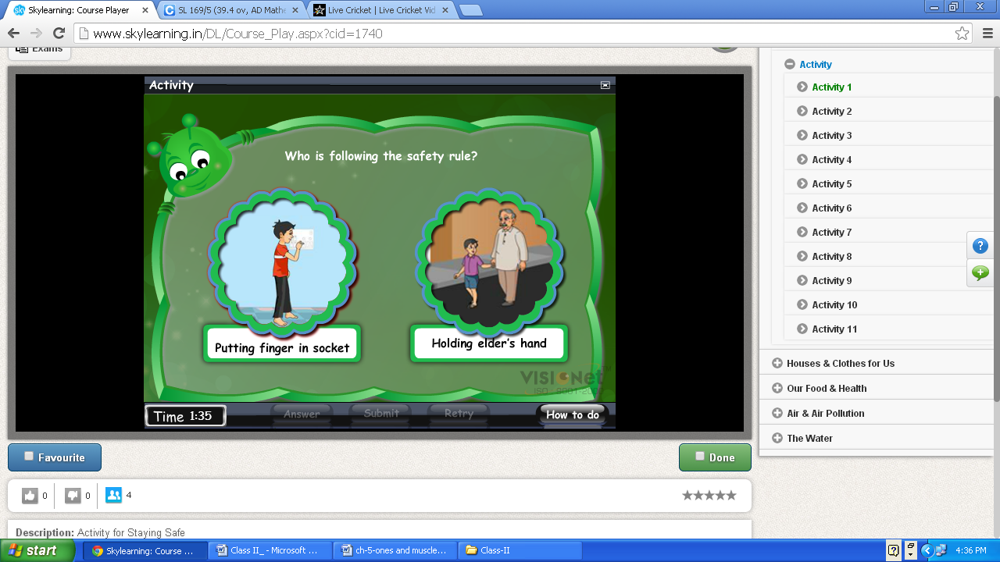 Skylearning: Course Player
SL 169/5 (39.4 ov, AD Mathe
Live Cricket | Live Cricket Vid
www.skylearning.in/DL/Course_Play.aspx?cid=1740
Exams
Activity
Who is following the safety rule?
Putting finger in socket
Holding elder's hand
VISIONet TM
ISO : 9001-2000
Time 1:35
Answer
Submit
Retry
How to do
Favourite
Done
0
0
4
Description: Activity for Staying Safe
Activity
Activity 1
Activity 2
Activity 3
Activity 4
Activity 5
Activity 6
Activity 7
Activity 8
Activity 9
Activity 10
Activity 11
Houses & Clothes for Us
Our Food & Health
Air & Air Pollution
The Water
start
Skylearning: Course ...
Class II_ - Microsoft ...
ch-5-ones and muscle...
Class-II
4:36 PM